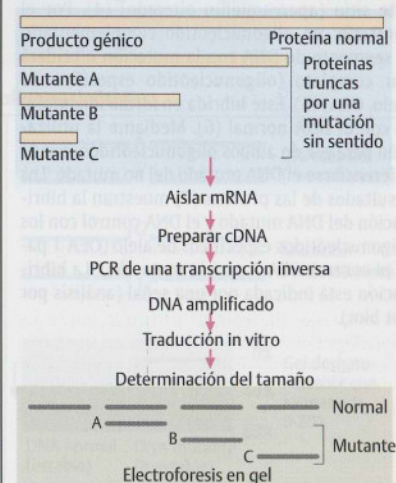 Producto génico Proteína normal
Mutante A
Mutante B
Mutante C
Proteínas
truncas
por una
mutación
sin sentido
Aislar mRNA
Preparar cDNA
PCR de una transcripción inversa
DNA amplificado
Traducción in vitro
Determinación del tamaño
Normal
A
B
C
Mutante
Electroforesis en gel